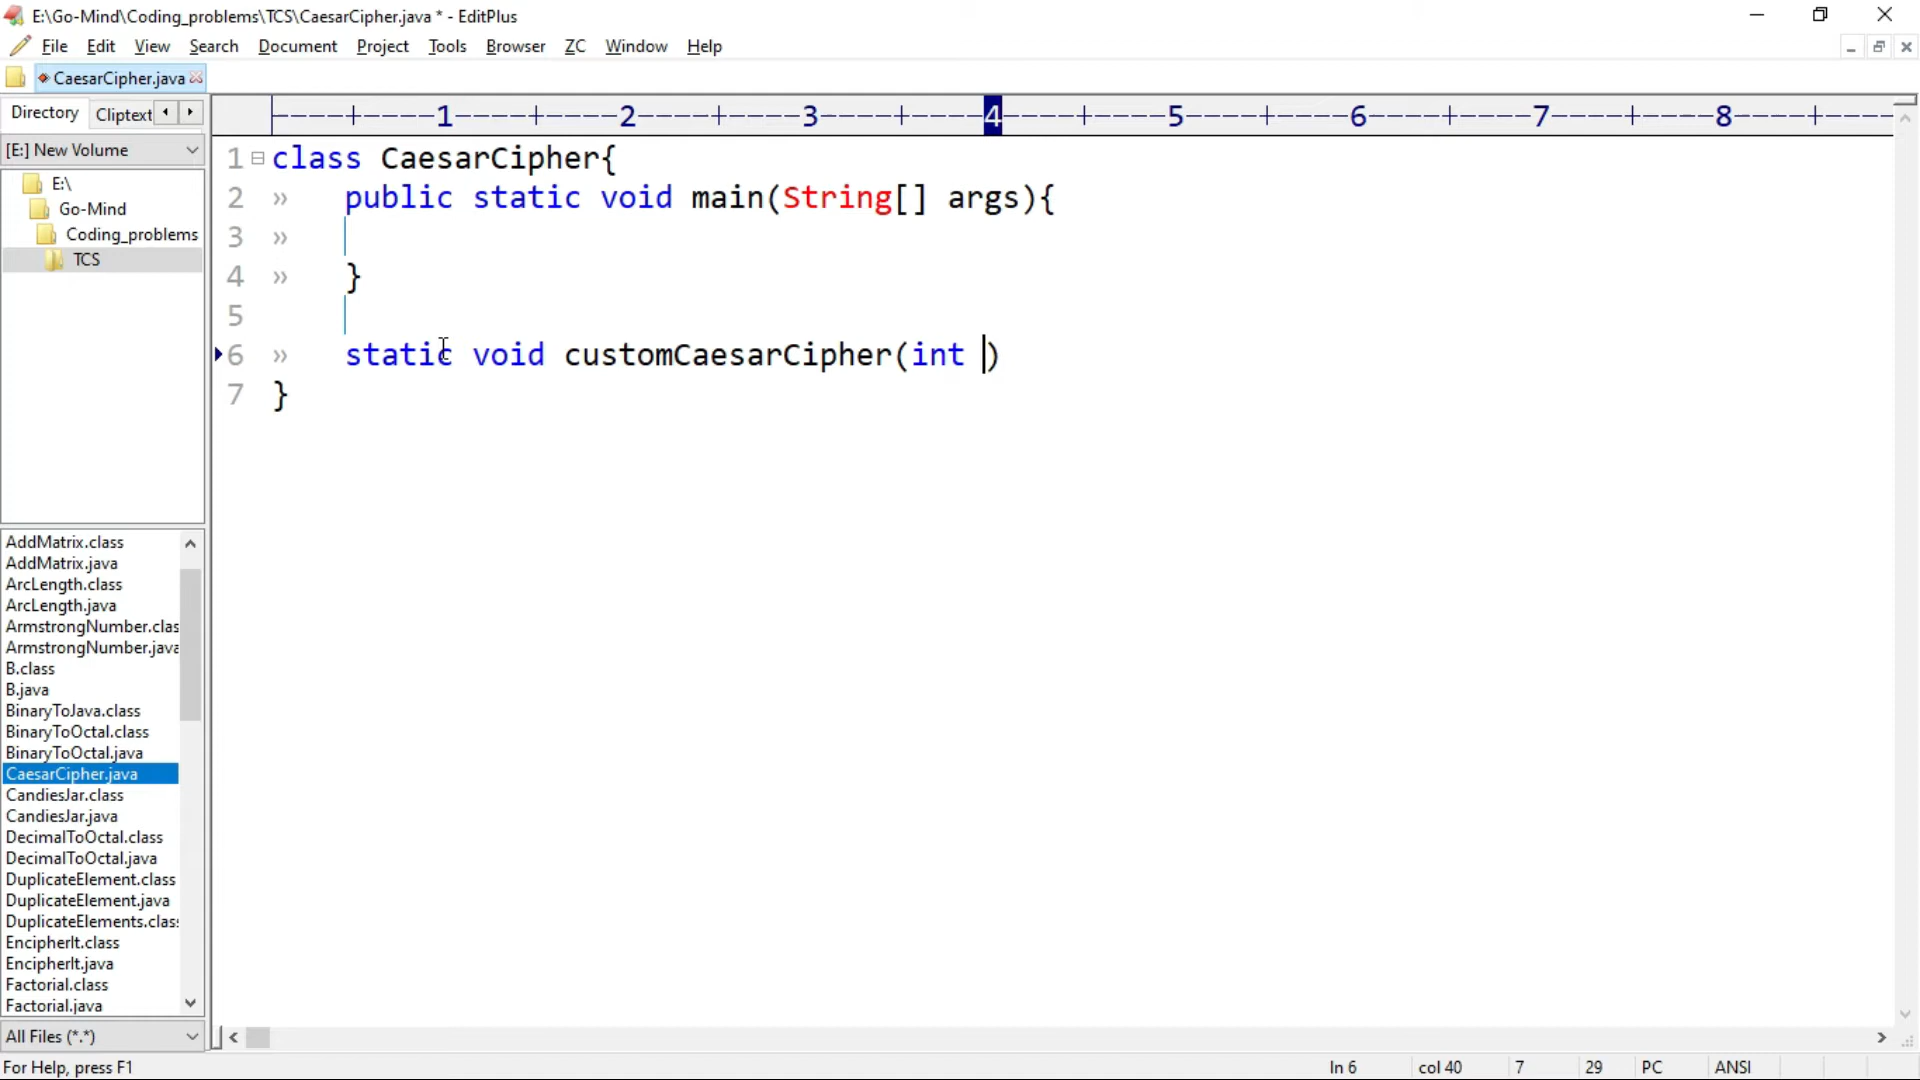 E:\Go-Mind\Coding_problems\TCS\CaesarCipher.java * - EditPlus
File Edit View Search Document Project Tools Browser ZC Window Help
CaesarCipher.java
Directory Cliptext
[E:] New Volume
E:\
Go-Mind
Coding_problems
TCS
----+----1----+----2----+----3----+----4----+----5----+----6----+----7----+----8----+----
1 class CaesarCipher{
2 » public static void main(String[] args){
3 »
4 » }
5
6 » static void customCaesarCipher(int )
7 }
AddMatrix.class
AddMatrix.java
ArcLength.class
ArcLength.java
ArmstrongNumber.clas
ArmstrongNumber.java
B.class
B.java
BinaryToJava.class
BinaryToOctal.class
BinaryToOctal.java
CaesarCipher.java
CandiesJar.class
CandiesJar.java
DecimalToOctal.class
DecimalToOctal.java
DuplicateElement.class
DuplicateElement.java
DuplicateElements.clas
EncipherIt.class
EncipherIt.java
Factorial.class
Factorial.java
All Files (*.*)
For Help, press F1
ln 6 col 40 7 29 PC ANSI